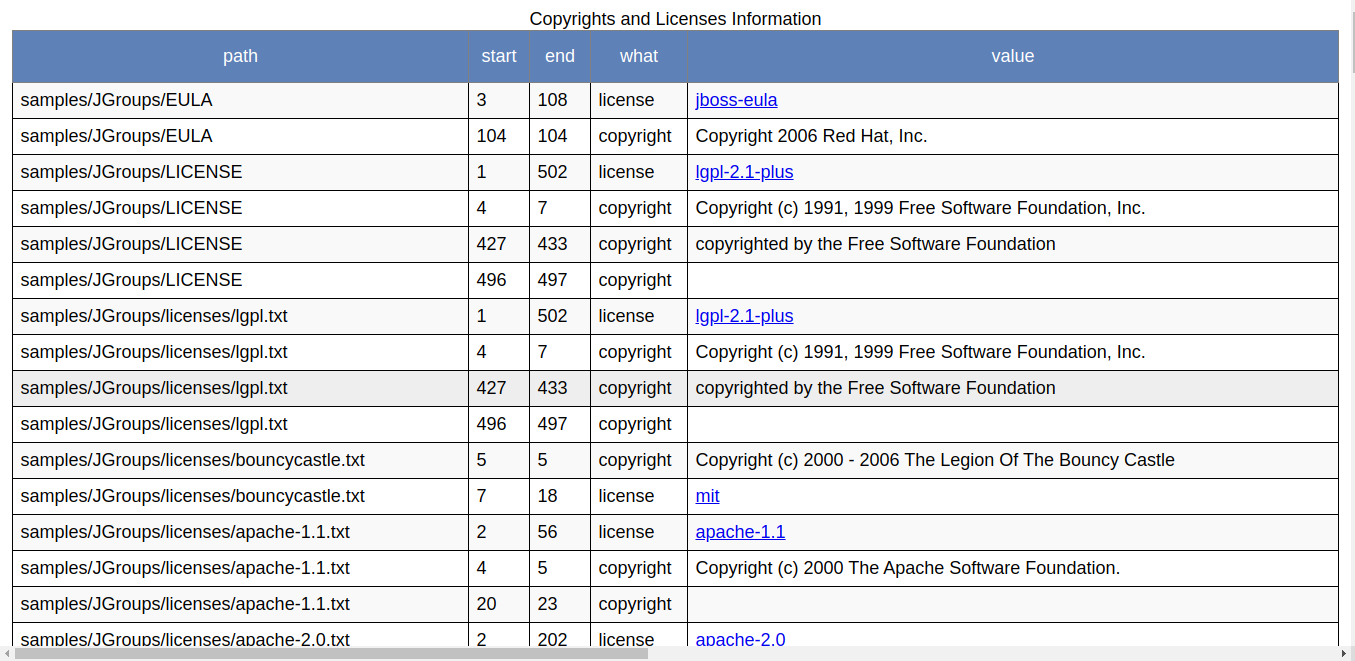 Copyrights and Licenses Information
path start end what value
samples/JGroups/EULA 3 108 license jboss-eula
samples/JGroups/EULA 104 104 copyright Copyright 2006 Red Hat, Inc.
samples/JGroups/LICENSE 1 502 license lgpl-2.1-plus
samples/JGroups/LICENSE 4 7 copyright Copyright (c) 1991, 1999 Free Software Foundation, Inc.
samples/JGroups/LICENSE 427 433 copyright copyrighted by the Free Software Foundation
samples/JGroups/LICENSE 496 497 copyright
samples/JGroups/licenses/lgpl.txt 1 502 license lgpl-2.1-plus
samples/JGroups/licenses/lgpl.txt 4 7 copyright Copyright (c) 1991, 1999 Free Software Foundation, Inc.
samples/JGroups/licenses/lgpl.txt 427 433 copyright copyrighted by the Free Software Foundation
samples/JGroups/licenses/lgpl.txt 496 497 copyright
samples/JGroups/licenses/bouncycastle.txt 5 5 copyright Copyright (c) 2000 - 2006 The Legion Of The Bouncy Castle
samples/JGroups/licenses/bouncycastle.txt 7 18 license mit
samples/JGroups/licenses/apache-1.1.txt 2 56 license apache-1.1
samples/JGroups/licenses/apache-1.1.txt 4 5 copyright Copyright (c) 2000 The Apache Software Foundation.
samples/JGroups/licenses/apache-1.1.txt 20 23 copyright
samples/JGroups/licenses/apache-2.0.txt 2 202 license apache-2.0